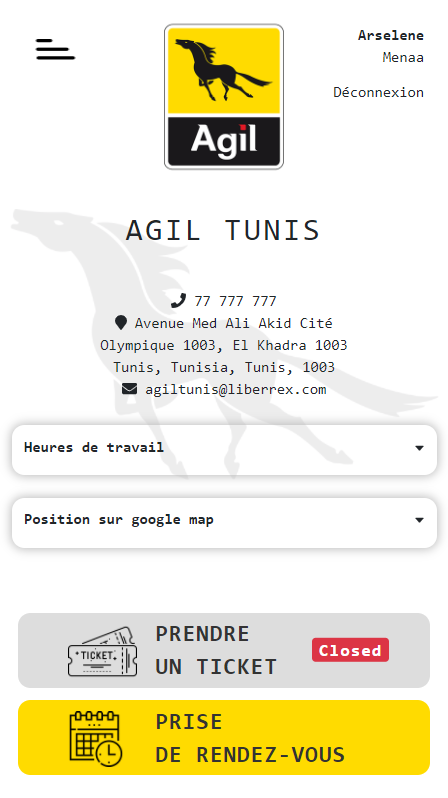 Arselene
Menaa
Déconnexion
Agil
AGIL TUNIS
77 777 777
Avenue Med Ali Akid Cité
Olympique 1003, El Khadra 1003
Tunis, Tunisia, Tunis, 1003
agiltunis@liberrex.com
Heures de travail
Position sur google map
TICKET
PRENDRE
UN TICKET
Closed
PRISE
DE RENDEZ-VOUS